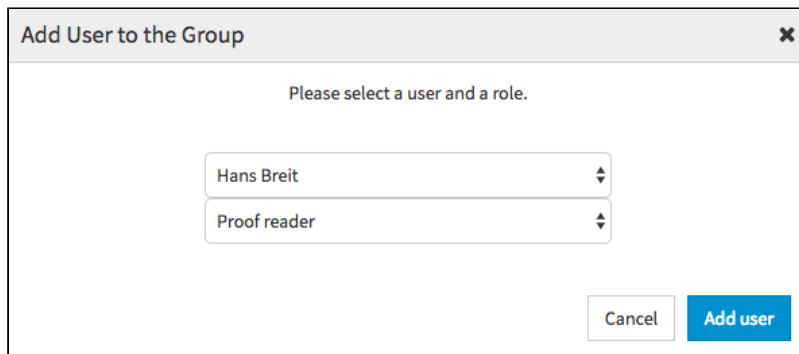 Add User to the Group
Please select a user and a role.
Hans Breit
Proof reader
Cancel
Add user